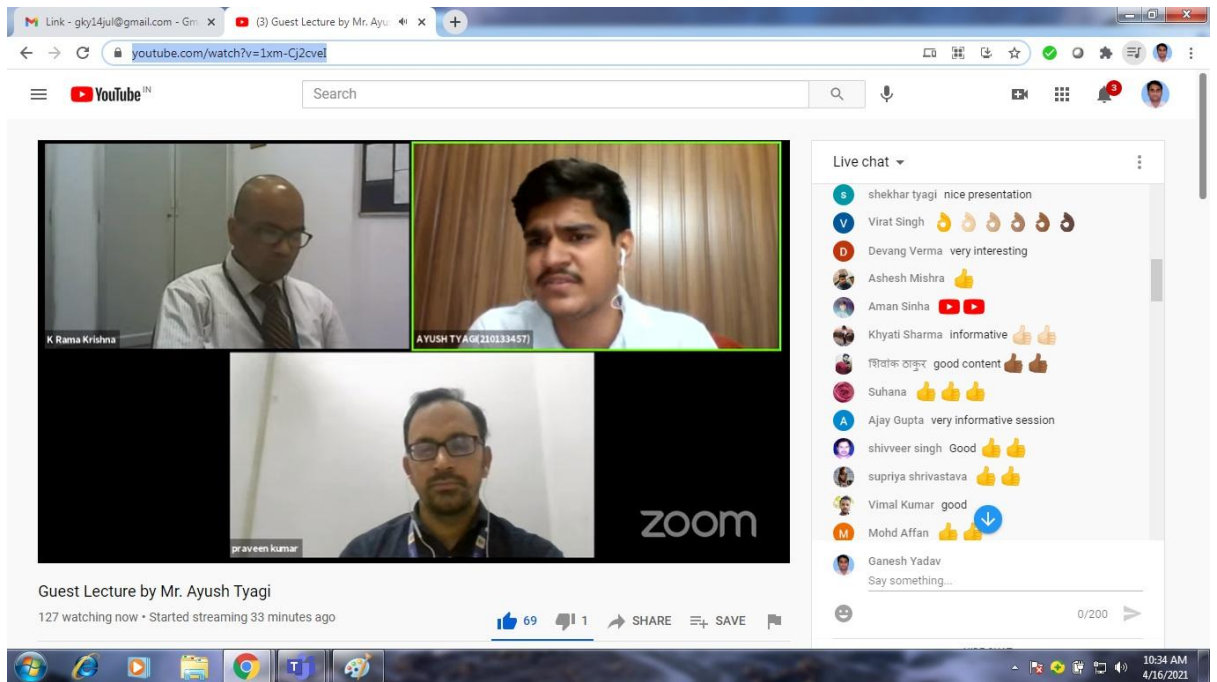 Link - gky14jul@gmail.com - Gm
(3) Guest Lecture by Mr. Ayu
youtube.com/watch?v=1xm-Cj2cveI
YouTube IN
Search
3
K Rama Krishna
AYUSH TYAGI(210133457)
praveen kumar
zoom
Guest Lecture by Mr. Ayush Tyagi
127 watching now • Started streaming 33 minutes ago
69
1
SHARE
SAVE
Live chat
shekhar tyagi nice presentation
Virat Singh 👌👌🏻👌🏼👌🏽👌🏾👌🏿
Devang Verma very interesting
Ashesh Mishra 👍
Aman Sinha
Khyati Sharma informative 👍🏻👍🏻
शिवांक ठाकुर good content 👍🏾👍🏾
Suhana 👍👍👍
Ajay Gupta very informative session
shivveer singh Good 👍👍
supriya shrivastava 👍👍
Vimal Kumar good
Mohd Affan 👍👍
Ganesh Yadav
Say something...
0/200
10:34 AM
4/16/2021